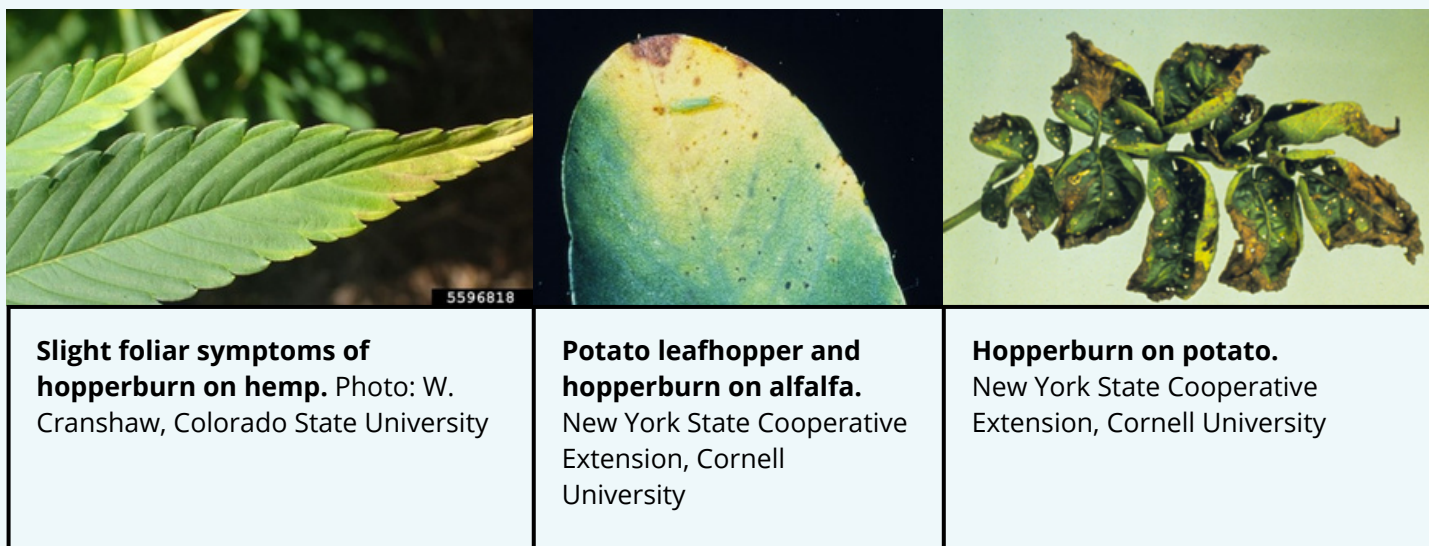 5596818
Slight foliar symptoms of
hopperburn on hemp. Photo: W.
Cranshaw, Colorado State University
Potato leafhopper and
hopperburn on alfalfa.
New York State Cooperative
Extension, Cornell
University
Hopperburn on potato.
New York State Cooperative
Extension, Cornell University